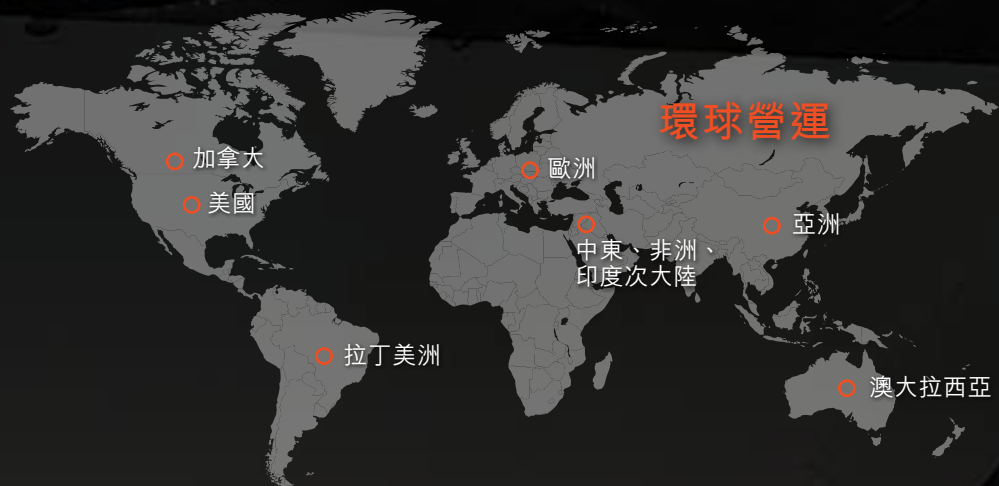 環球營運
加拿大
美國
歐洲
亞洲
中東、非洲、
印度次大陸
拉丁美洲
澳大拉西亞